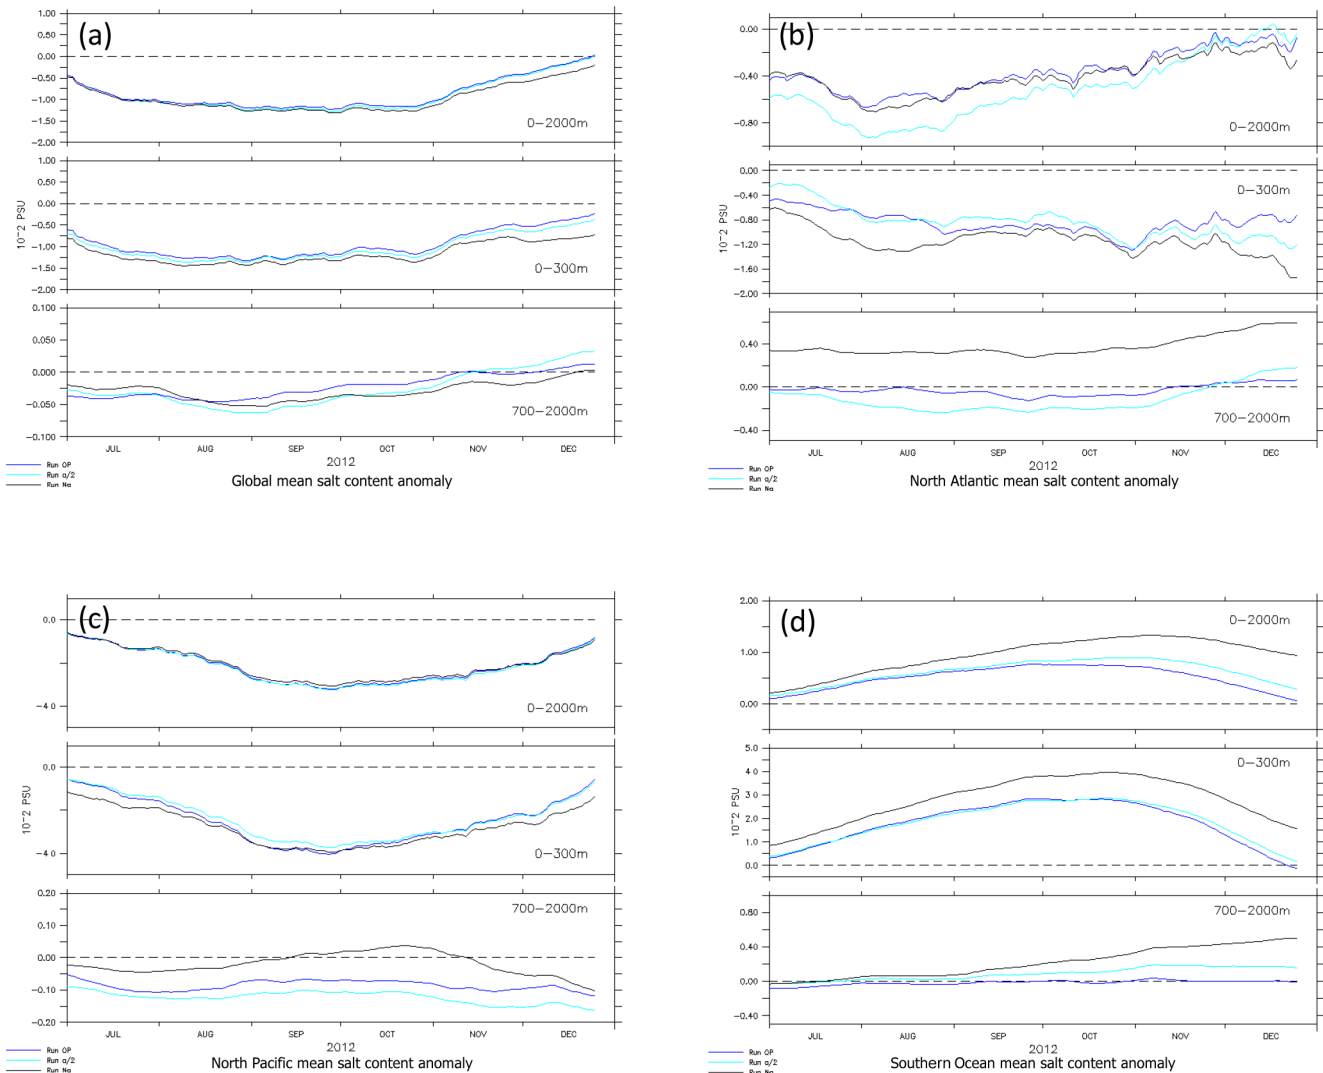 (a)
1.00
0.50
0.00
−0.50
−1.00
−1.50
−2.00
0−2000m
1.00
0.50
0.00
−0.50
−1.00
−1.50
−2.00
10−2 PSU
0−300m
0.100
0.050
0.000
−0.050
−0.100
700−2000m
JUL AUG SEP OCT NOV DEC
2012
Run OP
Run α/2
Run Na
Global mean salt content anomaly
(b)
0.00
−0.40
−0.80
0−2000m
0.00
−0.40
−0.80
−1.20
−1.60
−2.00
10−2 PSU
0−300m
0.40
0.00
−0.40
700−2000m
JUL AUG SEP OCT NOV DEC
2012
Run OP
Run α/2
Run Na
North Atlantic mean salt content anomaly
(c)
0.0
−4.0
0−2000m
0.0
−4.0
10−2 PSU
0−300m
0.20
0.10
0.00
−0.10
−0.20
700−2000m
JUL AUG SEP OCT NOV DEC
2012
Run OP
Run α/2
Run Na
North Pacific mean salt content anomaly
(d)
2.00
1.00
0.00
0−2000m
5.0
4.0
3.0
2.0
1.0
0.0
10−2 PSU
0−300m
0.80
0.40
0.00
−0.40
700−2000m
JUL AUG SEP OCT NOV DEC
2012
Run OP
Run α/2
Run Na
Southern Ocean mean salt content anomaly